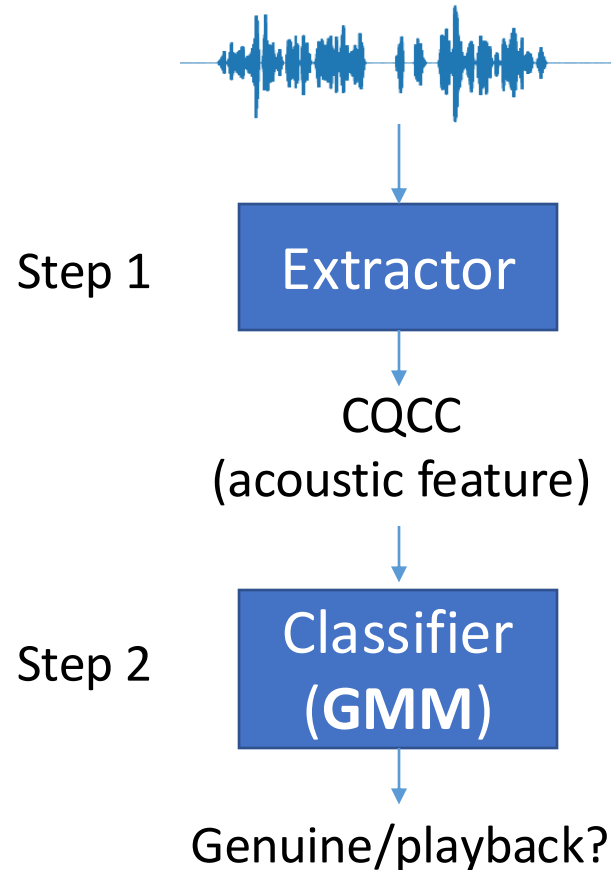 Step 1
Extractor
CQCC
(acoustic feature)
Step 2
Classifier
(GMM)
Genuine/playback?